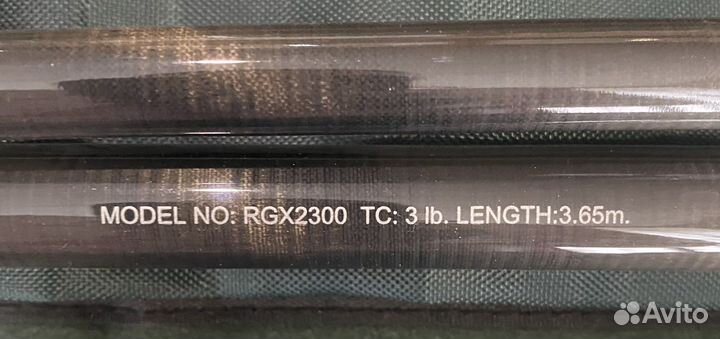 MODEL NO: RGX2300 TC: 3 lb. LENGTH:3.65m.
Avito